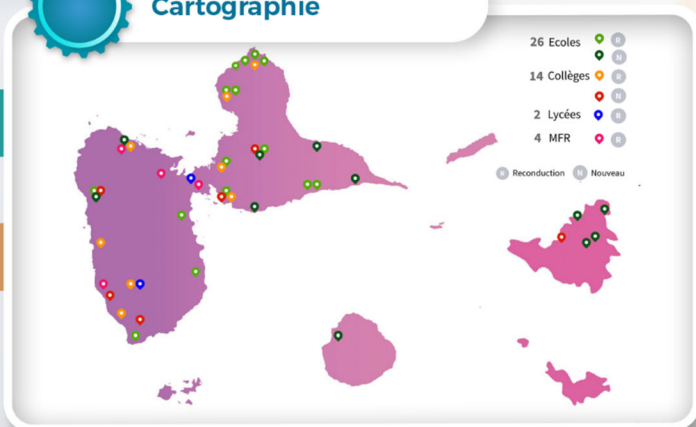 Cartographie
26 Ecoles R
N
14 Collèges R
N
2 Lycées R
4 MFR R
R Reconduction N Nouveau